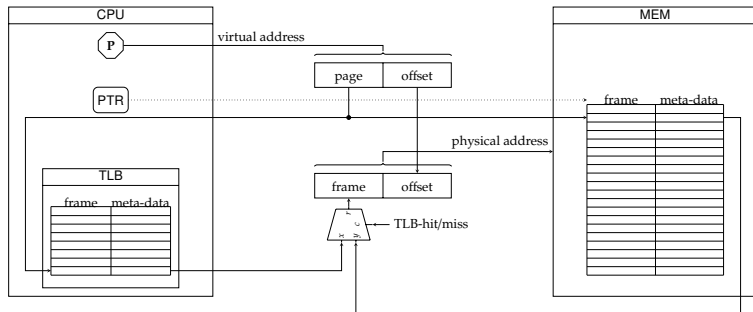 CPU
MEM
P
virtual address
page
offset
PTR
frame
meta-data
physical address
TLB
frame
offset
frame
meta-data
r
c
TLB-hit/miss
x
y